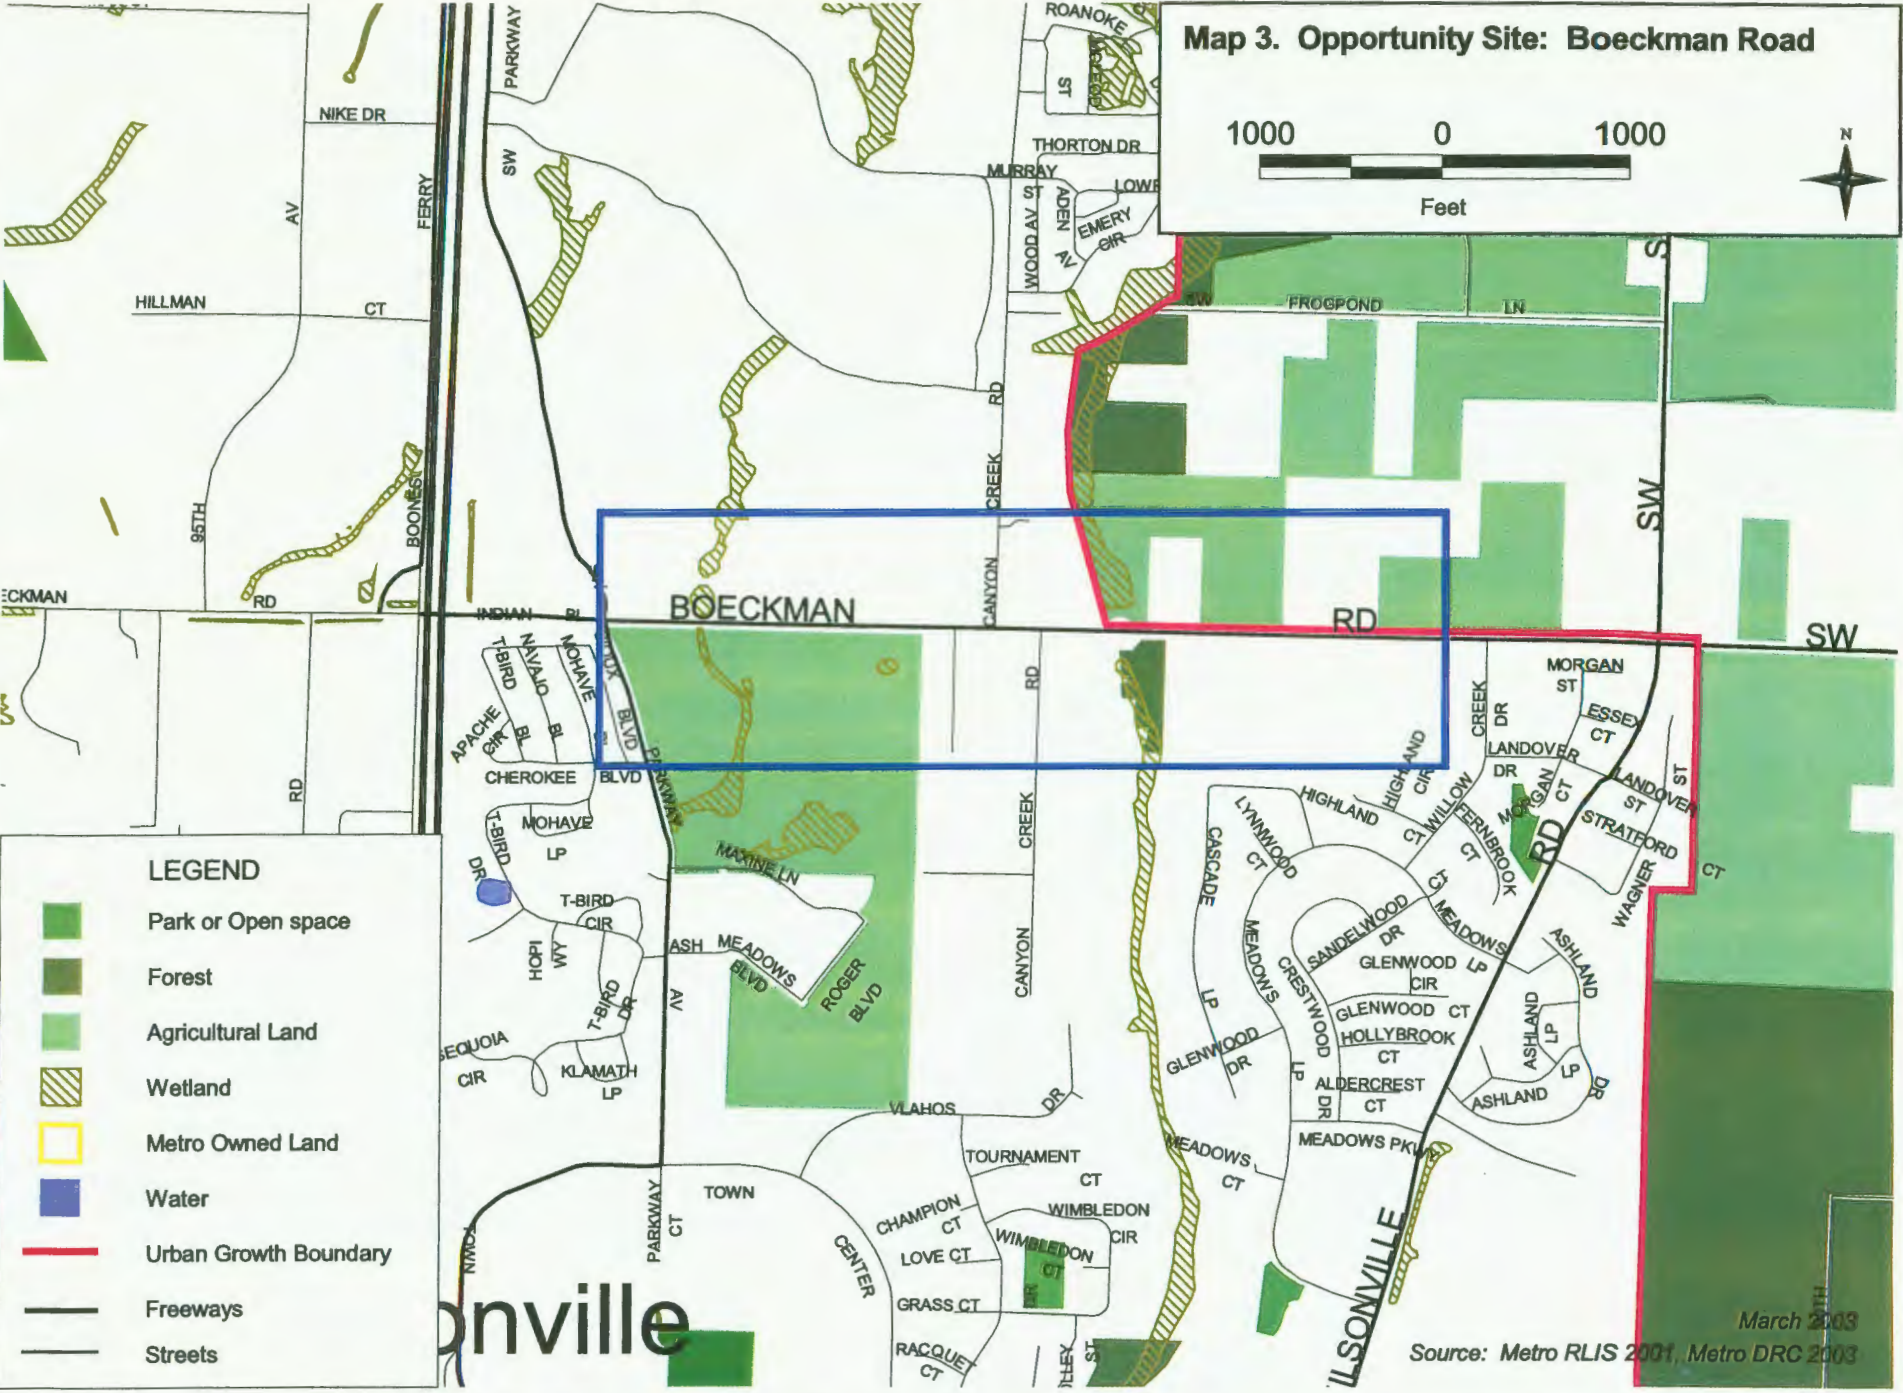 Map 3. Opportunity Site: Boeckman Road
1000 0 1000
Feet
N
ROANOKE
ST
PARKWAY
NIKE DR
THORTON DR
SW
MURRAY
ST
AV
FERRY
WOOD AV
ADEN
AV
EMERY
CIR
HILLMAN
CT
SW
FROGPOND
LN
S
RD
CREEK
SW
95TH
BOONES
CANYON
ECKMAN
RD
INDIAN
BL
BOECKMAN
RD
SW
T-BIRD
NAVAJO
MOHAVE
BL
BL
BLVD
APACHE
CIR
CHEROKEE
BLVD
PARKWAY
RD
RD
MORGAN
ST
CREEK
DR
ESSEX
CT
LANDOVER
DR
HIGHLAND
CIR
MORGAN
CT
LANDOVER
ST
ST
STRATFORD
CT
HIGHLAND
CT
WILLOW
FERNBROOK
CT
LYNNWOOD
CT
CASCADE
LP
CREEK
MOHAVE
LP
T-BIRD
DR
MAXINE LN
RD
WAGNER
T-BIRD
CIR
HOPI
WY
ASH
MEADOWS
BLVD
ROGER
BLVD
CANYON
MEADOWS
LP
CT
SANDELWOOD
DR
MEADOWS
LP
GLENWOOD
CIR
CRESTWOOD
DR
GLENWOOD
CT
HOLLYBROOK
CT
ASHLAND
DR
ASHLAND
LP
LP
ASHLAND
T-BIRD
DR
AV
SEQUOIA
CIR
KLAMATH
LP
GLENWOOD
DR
ALDERCREST
CT
VLAHOS
DR
MEADOWS PKWY
MEADOWS
CT
TOURNAMENT
CT
TOWN
CENTER
PARKWAY
CT
TOWN
CHAMPION
CT
WIMBLEDON
CIR
WIMBLEDON
CT
DR
LOVE CT
GRASS CT
RACQUET
CT
ST
ILSONVILLE
onville
LEGEND
Park or Open space
Forest
Agricultural Land
Wetland
Metro Owned Land
Water
Urban Growth Boundary
Freeways
Streets
March 2003
Source: Metro RLIS 2001, Metro DRC 2003